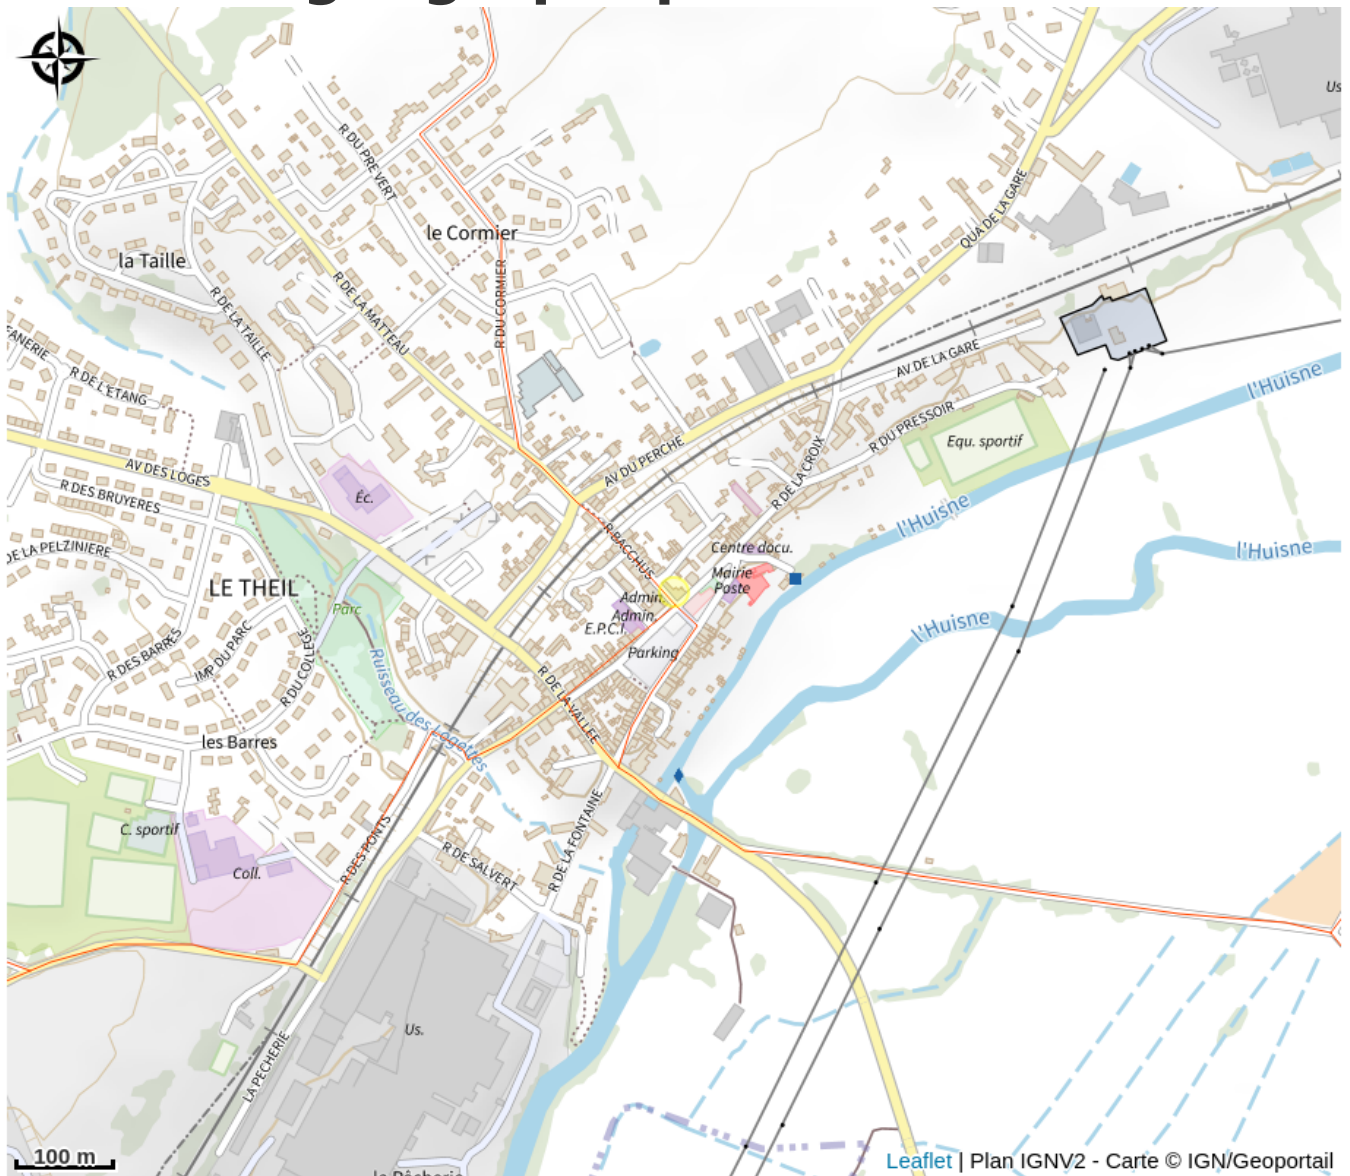 Us.
R DU PRE VERT
QUA DE LA GARE
le Cormier
la Taille
R DU CORMIER
R DE LA TAILLE
R DE LA MATTEAU
AV DE LA GARE
R DE L'ETANG
l'Huisne
R DU PRESSOIR
Equ. sportif
AV DU PERCHE
R DE LA CROIX
AV DES LOGES
R DES BRUYERES
Éc.
l'Huisne
R BACCHUS
Centre docu.
l'Huisne
DE LA PELZINIERE
Mairie
Poste
LE THEIL
Admin.
Parc
Admin.
l'Huisne
E.P.C.I.
R DES BARRES
IMP DU PARC
R DU COLLEGE
Parking
Ruisseau des Logettes
R DE LA VALLEE
les Barres
C. sportif
R DES PONTS
R DE SALVERT
R DE LA FONTAINE
Coll.
Us.
LA PECHERIE
100 m
Leaflet | Plan IGNV2 - Carte © IGN/Geoportail